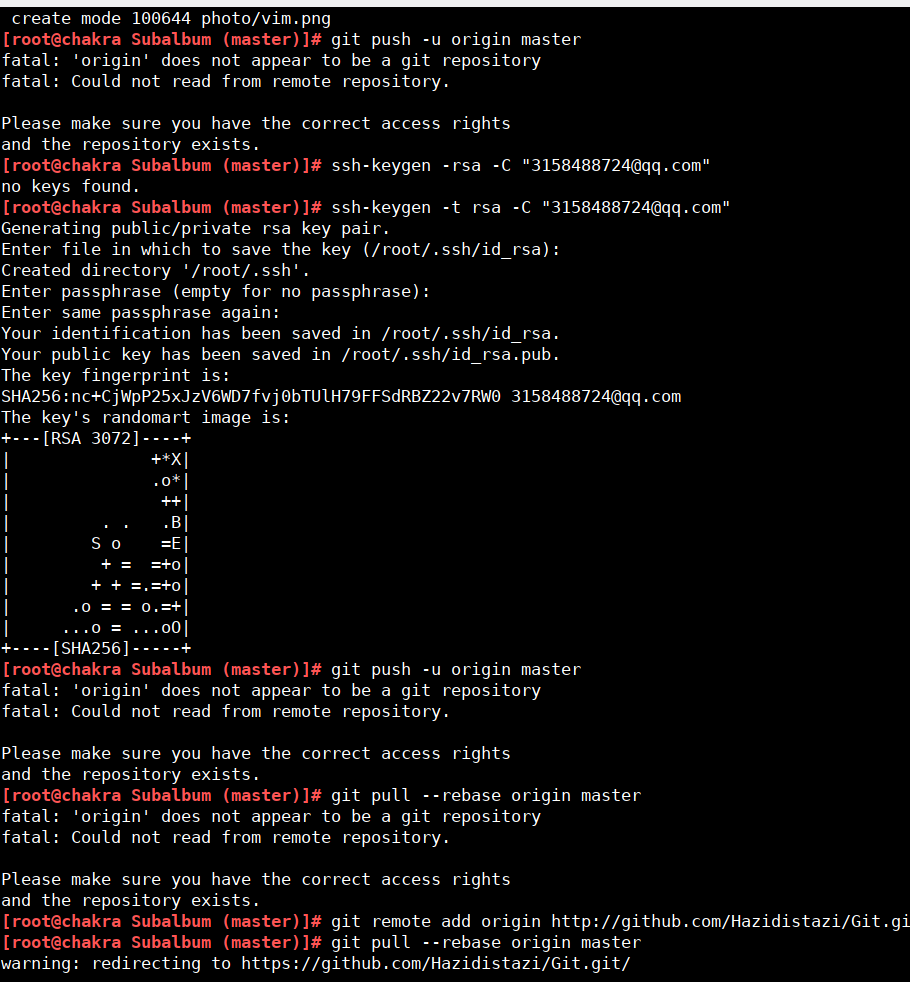 create mode 100644 photo/vim.png
[root@chakra Subalbum (master)]# git push -u origin master
fatal: 'origin' does not appear to be a git repository
fatal: Could not read from remote repository.

Please make sure you have the correct access rights
and the repository exists.
[root@chakra Subalbum (master)]# ssh-keygen -rsa -C "3158488724@qq.com"
no keys found.
[root@chakra Subalbum (master)]# ssh-keygen -t rsa -C "3158488724@qq.com"
Generating public/private rsa key pair.
Enter file in which to save the key (/root/.ssh/id_rsa):
Created directory '/root/.ssh'.
Enter passphrase (empty for no passphrase):
Enter same passphrase again:
Your identification has been saved in /root/.ssh/id_rsa.
Your public key has been saved in /root/.ssh/id_rsa.pub.
The key fingerprint is:
SHA256:nc+CjWpP25xJzV6WD7fvj0bTUlH79FFSdRBZ22v7RW0 3158488724@qq.com
The key's randomart image is:
+---[RSA 3072]----+
|              +*X|
|              .o*|
|               ++|
|         . .   .B|
|        S o    =E|
|         + =  =+o|
|        + + =.=+o|
|      .o = = o.=+|
|     ...o = ...oO|
+----[SHA256]-----+
[root@chakra Subalbum (master)]# git push -u origin master
fatal: 'origin' does not appear to be a git repository
fatal: Could not read from remote repository.

Please make sure you have the correct access rights
and the repository exists.
[root@chakra Subalbum (master)]# git pull --rebase origin master
fatal: 'origin' does not appear to be a git repository
fatal: Could not read from remote repository.

Please make sure you have the correct access rights
and the repository exists.
[root@chakra Subalbum (master)]# git remote add origin http://github.com/Hazidistazi/Git.gi
[root@chakra Subalbum (master)]# git pull --rebase origin master
warning: redirecting to https://github.com/Hazidistazi/Git.git/